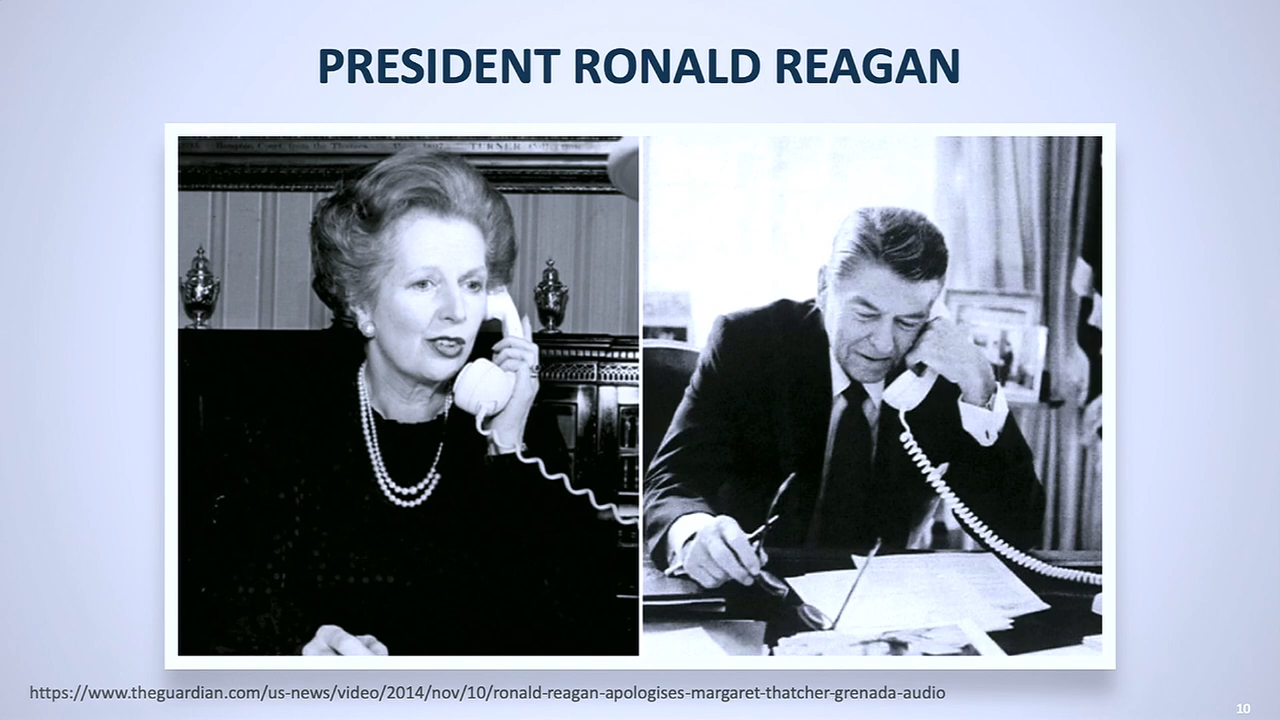 PRESIDENT RONALD REAGAN
TURNER
https://www.theguardian.com/us-news/video/2014/nov/10/ronald-reagan-apologises-margaret-thatcher-grenada-audio
10